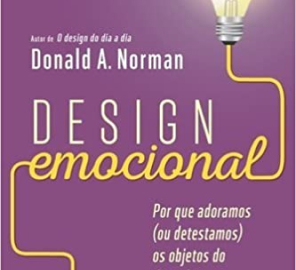 Autor de O design do dia a dia
Donald A. Norman
DESIGN
emocional
Por que adoramos
(ou detestamos)
os objetos do